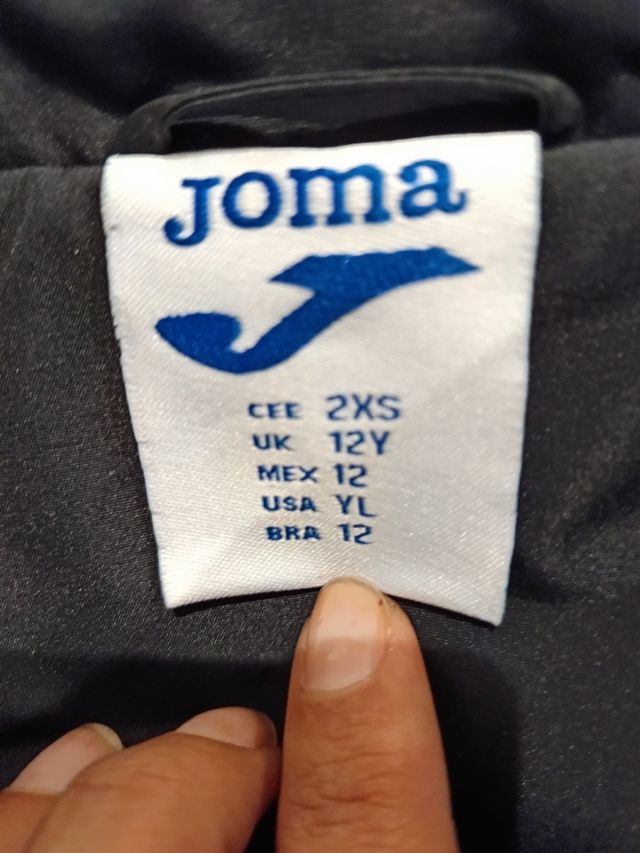 Joma
CEE 2XS
UK 12Y
MEX 12
USA YL
BRA 12